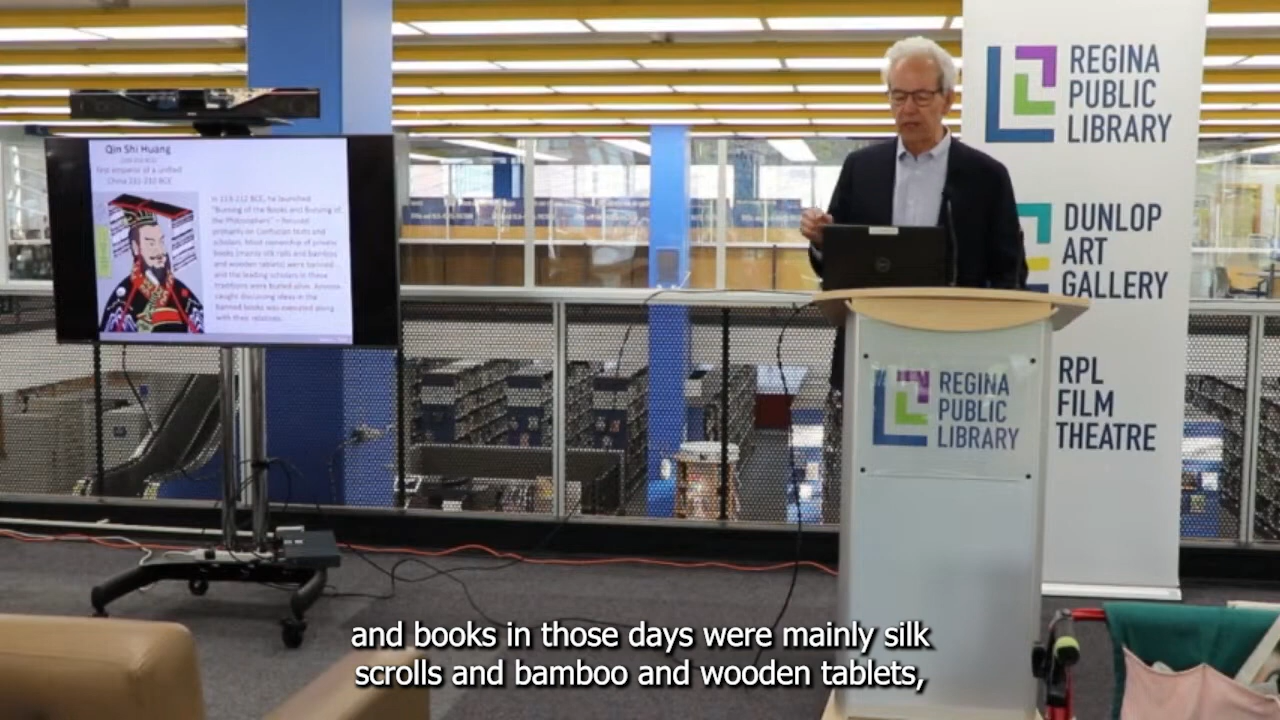 Qin Shi Huang
first emperor of a unified
China 221-210 BCE
In 213-212 BCE, he launched
"Burning of the Books and Burying of
the Philosophers" – focused
primarily on Confucian texts and
scholars. Most ownership of private
books (mainly silk rolls and bamboo
and wooden tablets) were banned
and the leading scholars in these
traditions were buried alive. Anyone
caught discussing ideas in the
banned books was executed along
with their relatives.
REGINA
PUBLIC
LIBRARY
DUNLOP
ART
GALLERY
RPL
FILM
THEATRE
DELL
REGINA
PUBLIC
LIBRARY
and books in those days were mainly silk
scrolls and bamboo and wooden tablets,